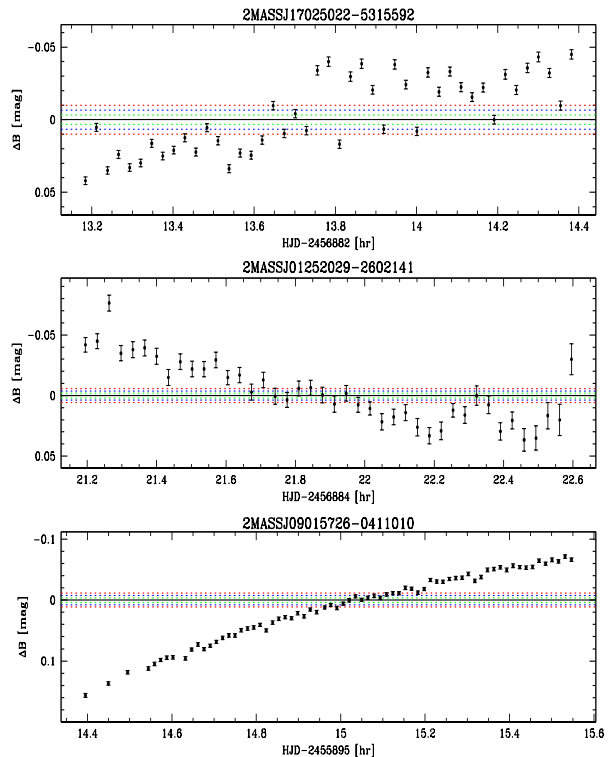 2MASSJ17025022-5315592
-0.05
0
0.05
ΔB [mag]
13.2 13.4 13.6 13.8 14 14.2 14.4
HJD-2456882 [hr]
2MASSJ01252029-2602141
-0.05
0
0.05
ΔB [mag]
21.2 21.4 21.6 21.8 22 22.2 22.4 22.6
HJD-2456884 [hr]
2MASSJ09015726-0411010
-0.1
0
0.1
ΔB [mag]
14.4 14.6 14.8 15 15.2 15.4 15.6
HJD-2455895 [hr]